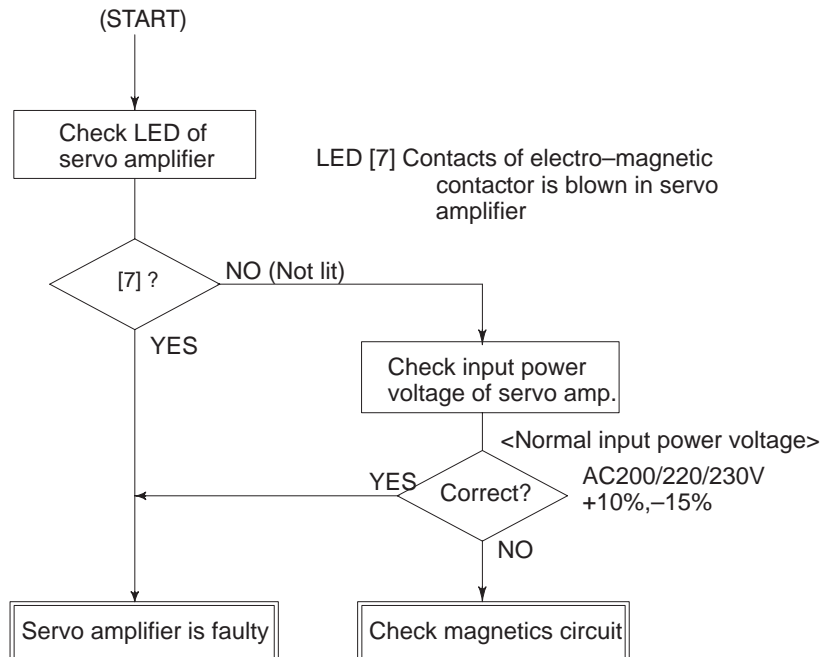 (START)
Check LED of
servo amplifier
LED [7] Contacts of electro–magnetic
contactor is blown in servo
amplifier
[7] ?
NO (Not lit)
YES
Check input power
voltage of servo amp.
<Normal input power voltage>
AC200/220/230V
+10%,–15%
YES
Correct?
NO
Servo amplifier is faulty
Check magnetics circuit